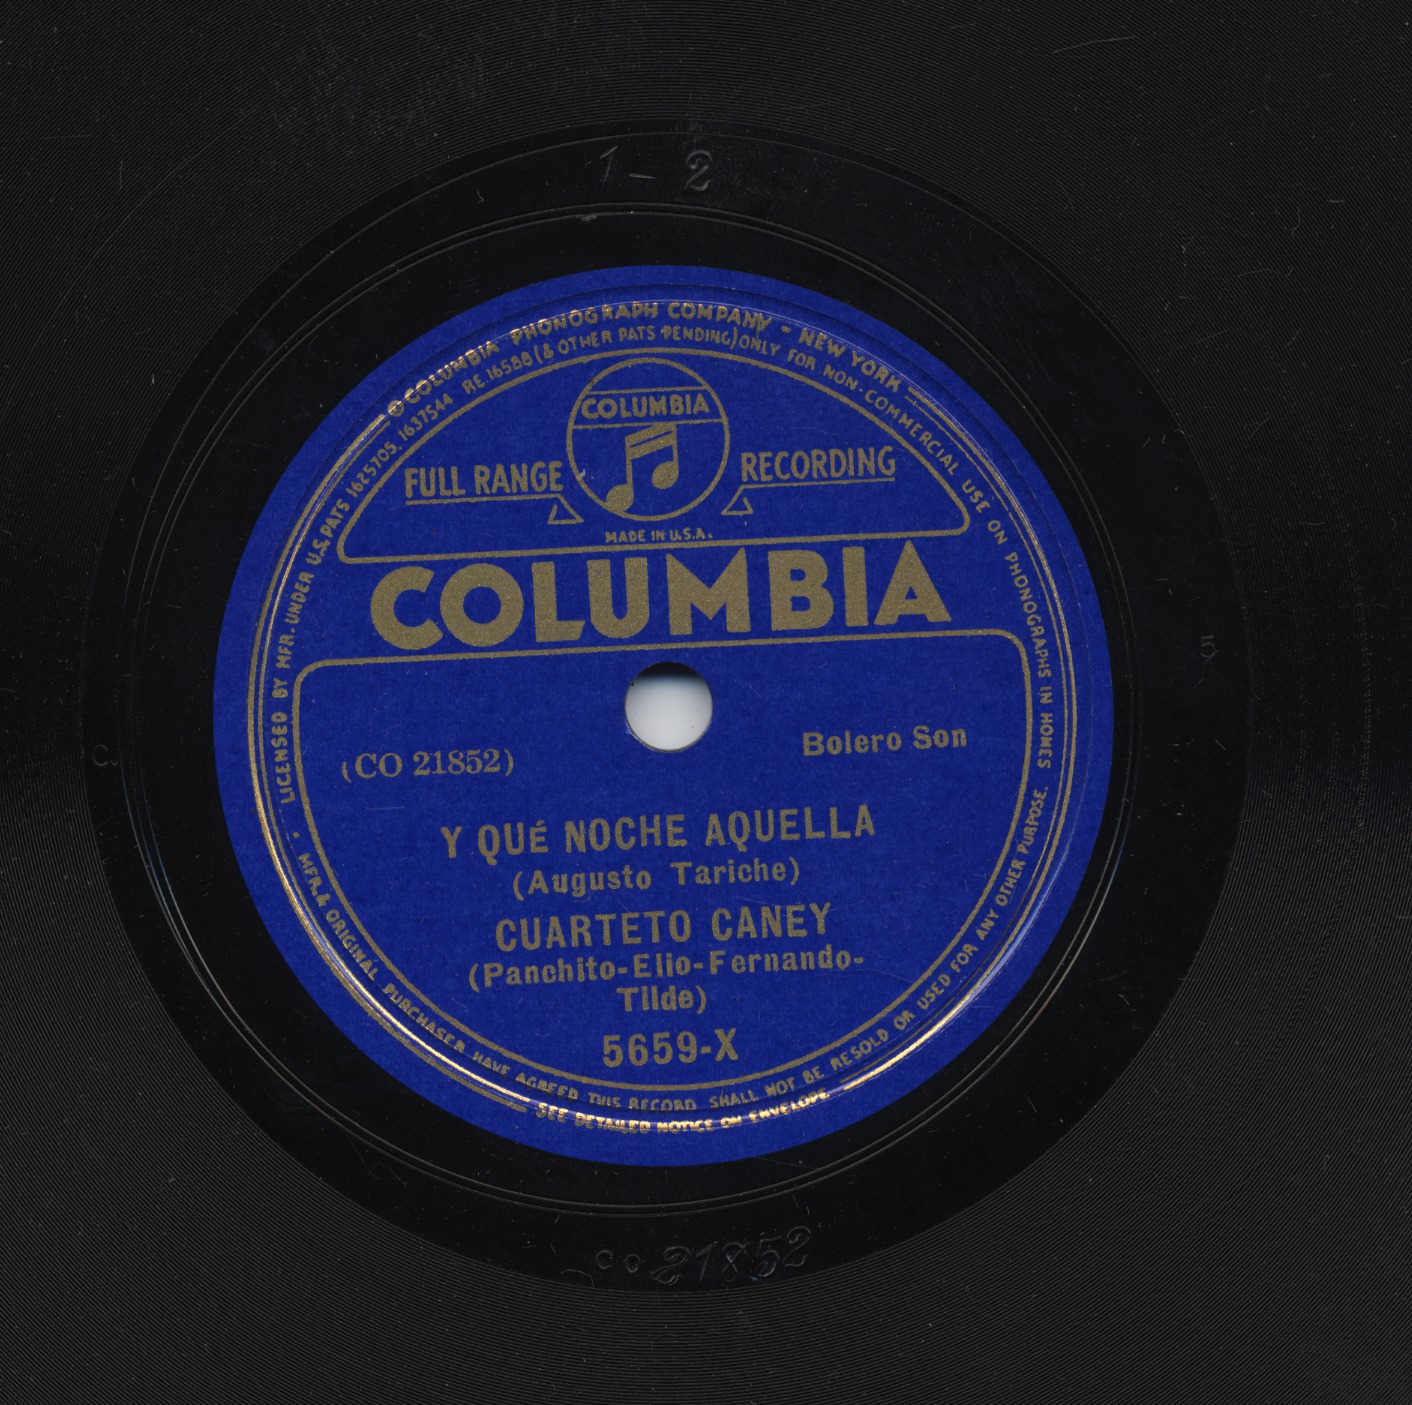 1 - 2
℗ COLUMBIA PHONOGRAPH COMPANY - NEW YORK
LICENSED BY MFR. UNDER U.S. PATS 1625705, 1637544 RE. 16588 (& OTHER PATS PENDING) ONLY FOR NON-COMMERCIAL USE ON PHONOGRAPHS IN HOMES
COLUMBIA
FULL RANGE RECORDING
MADE IN U.S.A.
COLUMBIA
5
(CO 21852) Bolero Son
Y QUÉ NOCHE AQUELLA
(Augusto Tariche)
CUARTETO CANEY
(Panchito-Elio-Fernando-
Tilde)
5659-X
• MFR. & ORIGINAL PURCHASER HAVE AGREED THIS RECORD SHALL NOT BE RESOLD OR USED FOR ANY OTHER PURPOSE.
SEE DETAILED NOTICE ON ENVELOPE
CO 21852